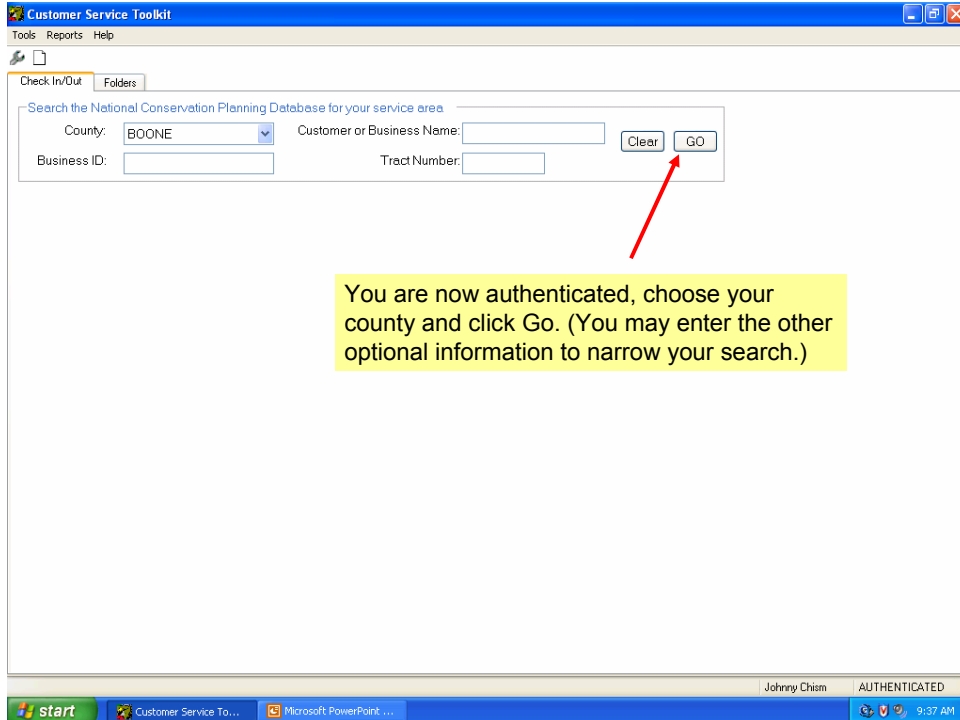 Customer Service Toolkit
Tools Reports Help
Check In/Out Folders
Search the National Conservation Planning Database for your service area
County: BOONE Customer or Business Name: Clear GO
Business ID: Tract Number:
You are now authenticated, choose your
county and click Go. (You may enter the other
optional information to narrow your search.)
Johnny Chism AUTHENTICATED
start Customer Service To... Microsoft PowerPoint ... 9:37 AM